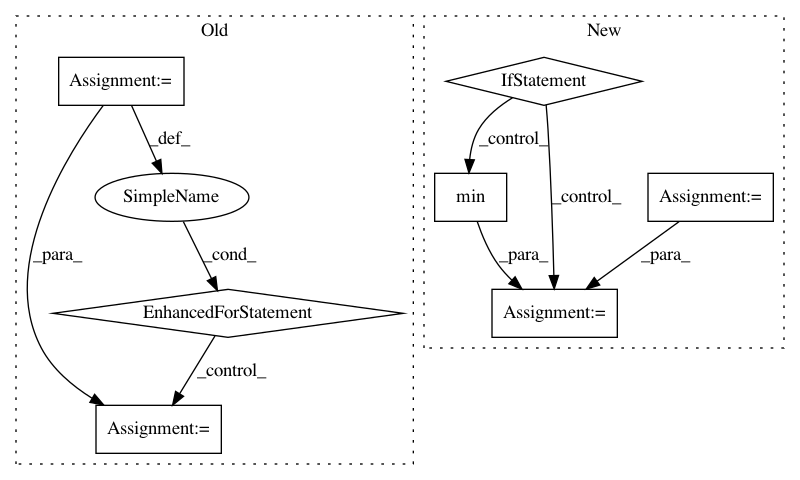 Old
Assignment:=
_def_
SimpleName
_para_
_cond_
EnhancedForStatement
_control_
Assignment:=
New
IfStatement
_control_
min
_control_
Assignment:=
_para_
_para_
Assignment:=